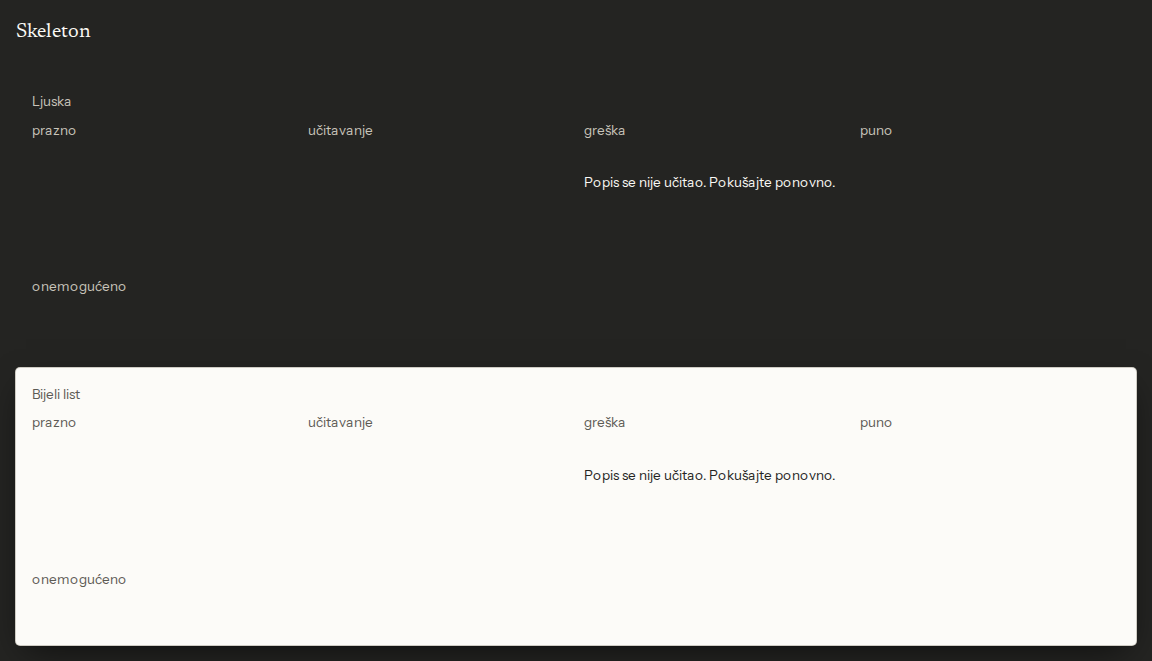 Skeleton
Ljuska
prazno učitavanje greška puno
Popis se nije učitao. Pokušajte ponovno.
onemogućeno
Bijeli list
prazno učitavanje greška puno
Popis se nije učitao. Pokušajte ponovno.
onemogućeno